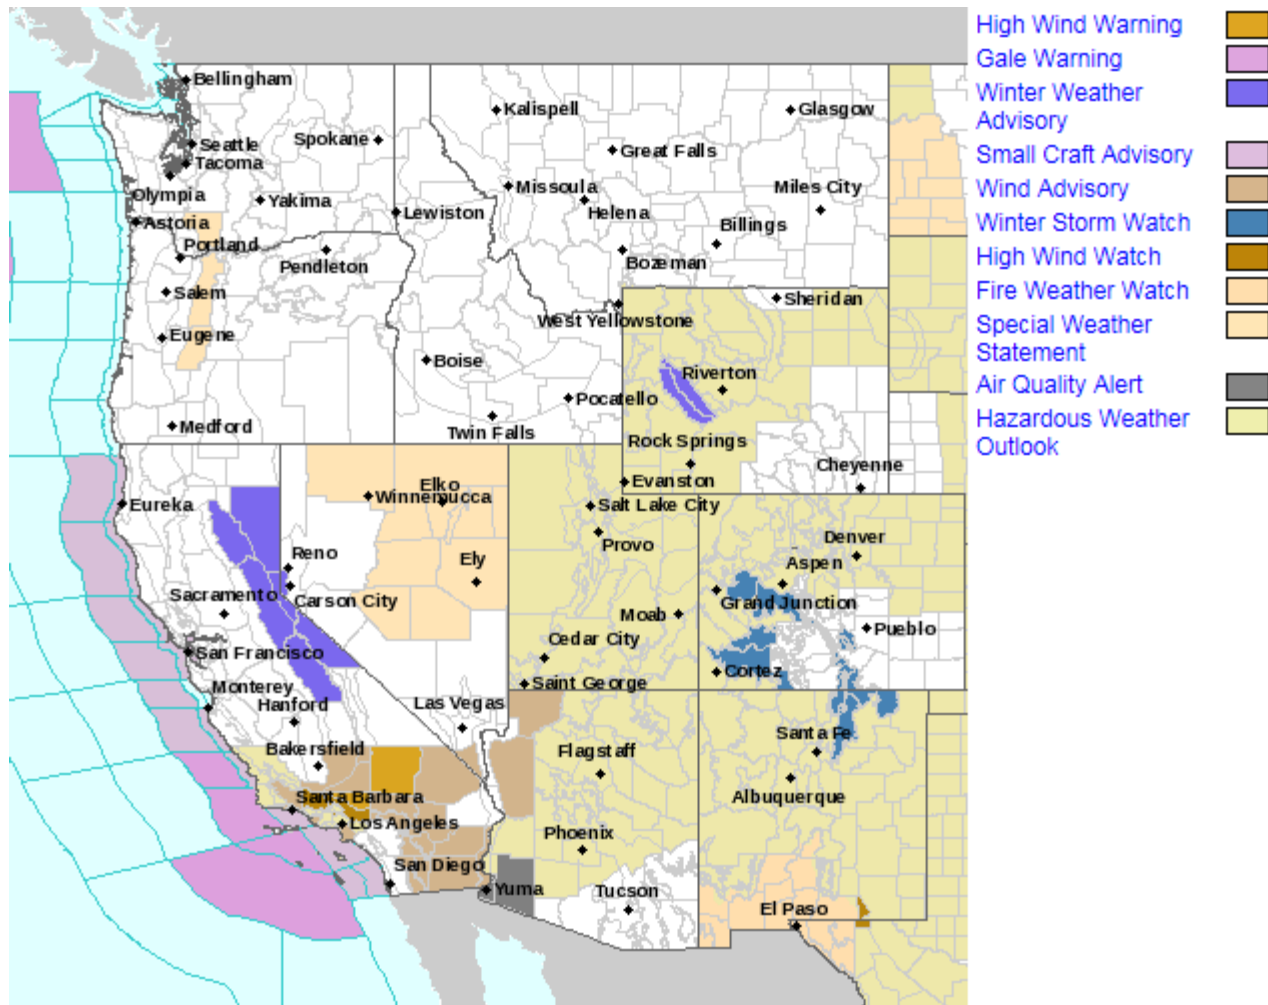 High Wind Warning
Gale Warning
Winter Weather
Advisory
Small Craft Advisory
Wind Advisory
Winter Storm Watch
High Wind Watch
Fire Weather Watch
Special Weather
Statement
Air Quality Alert
Hazardous Weather
Outlook
Bellingham
Kalispell
Glasgow
Seattle
Spokane
Great Falls
Tacoma
Olympia
Missoula
Miles City
Yakima
Lewiston
Helena
Astoria
Billings
Portland
Pendleton
Bozeman
Salem
Sheridan
West Yellowstone
Eugene
Boise
Riverton
Pocatello
Medford
Twin Falls
Rock Springs
Cheyenne
Elko
Evanston
Winnemucca
Eureka
Salt Lake City
Denver
Provo
Reno
Ely
Aspen
Sacramento
Carson City
Grand Junction
Moab
Pueblo
Cedar City
San Francisco
Cortez
Monterey
Saint George
Hanford
Las Vegas
Santa Fe
Bakersfield
Flagstaff
Santa Barbara
Albuquerque
Los Angeles
Phoenix
San Diego
Yuma
Tucson
El Paso